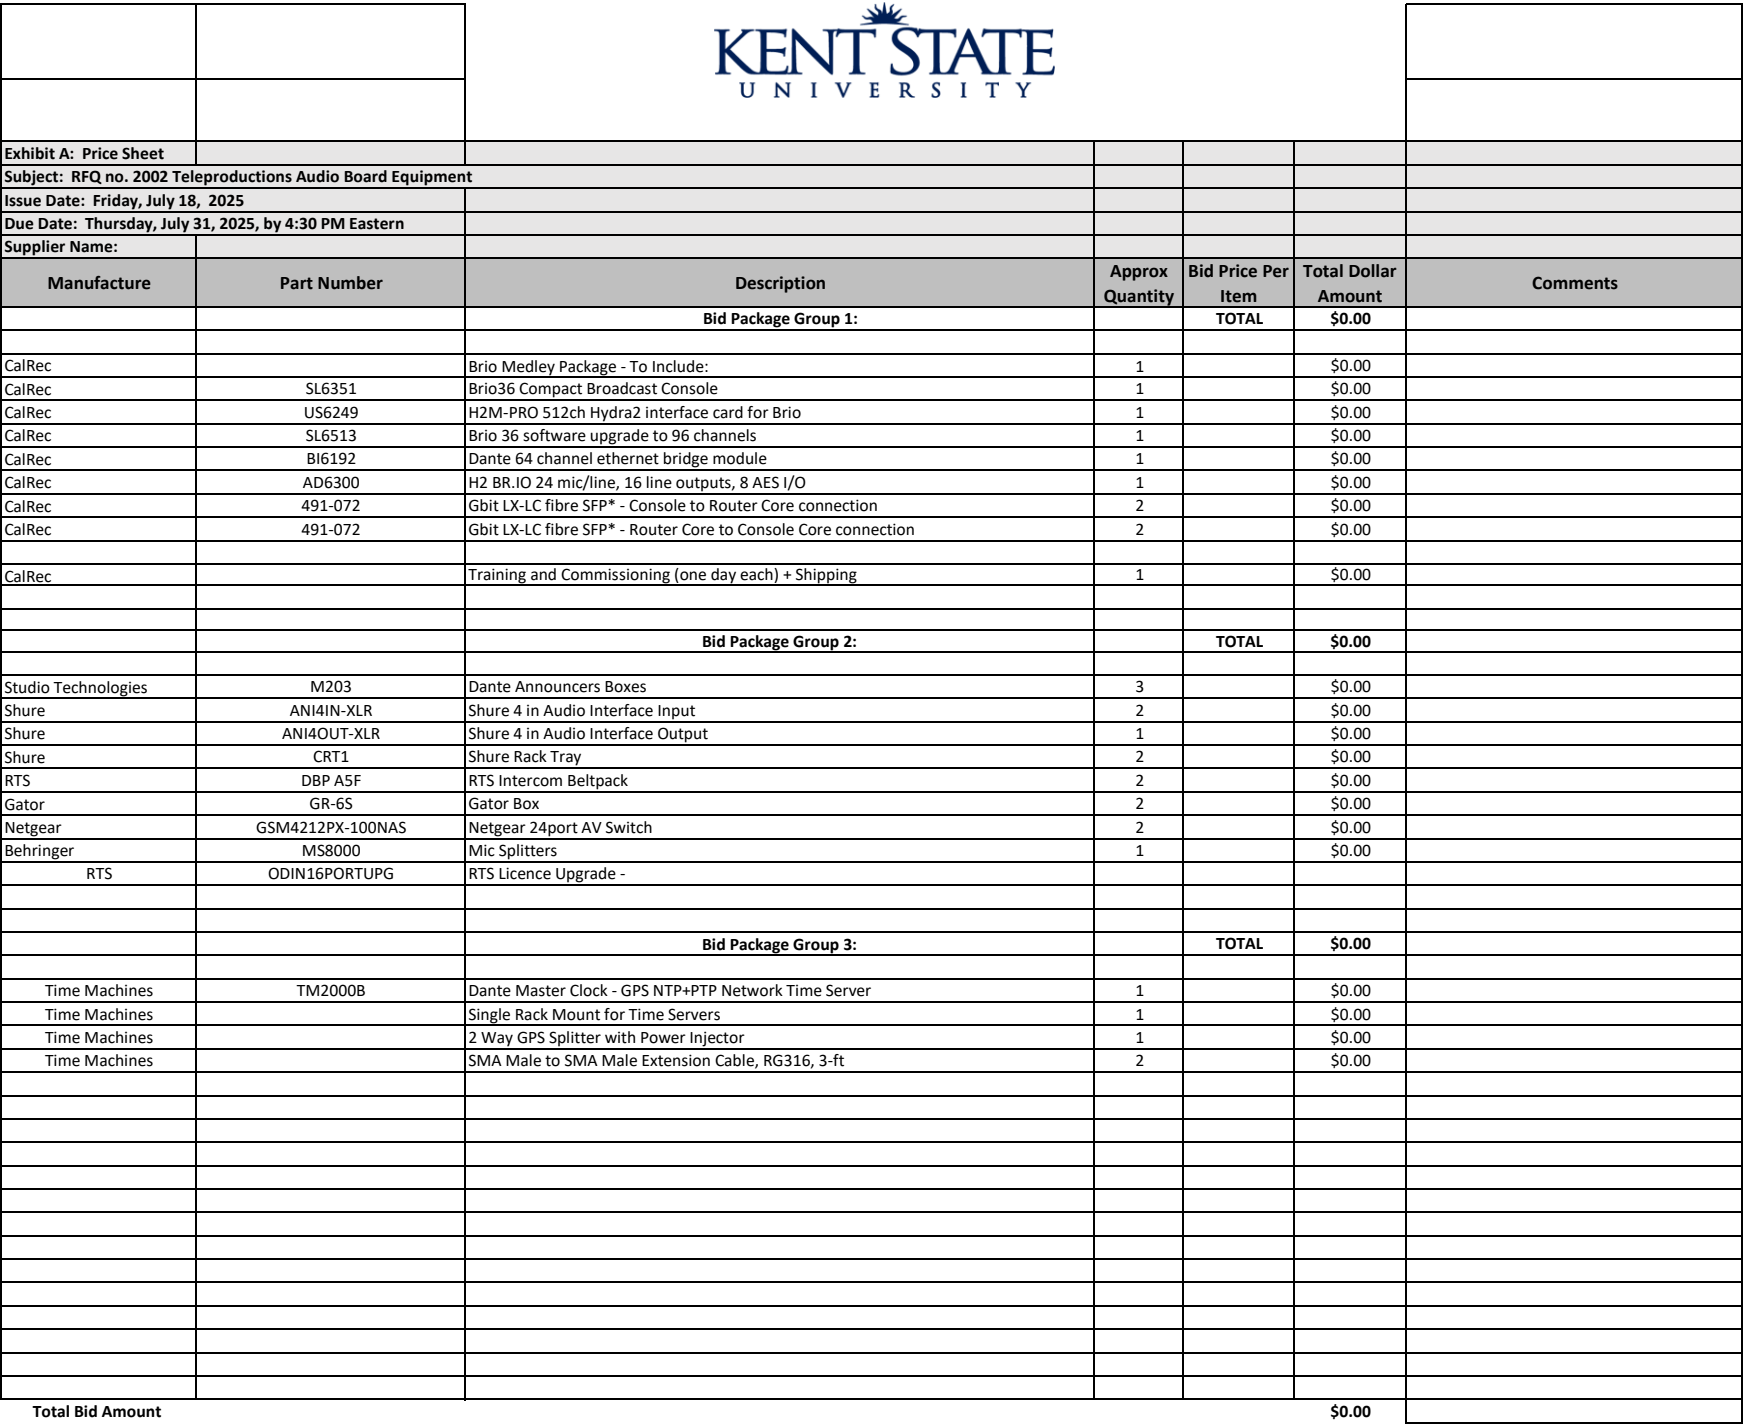 KENT STATE
UNIVERSITY
Exhibit A: Price Sheet
Subject: RFQ no. 2002 Teleproductions Audio Board Equipment
Issue Date: Friday, July 18, 2025
Due Date: Thursday, July 31, 2025, by 4:30 PM Eastern
Supplier Name:
Manufacture Part Number Description Approx Quantity Bid Price Per Item Total Dollar Amount Comments
Bid Package Group 1: TOTAL $0.00
CalRec Brio Medley Package - To Include: 1 $0.00
CalRec SL6351 Brio36 Compact Broadcast Console 1 $0.00
CalRec US6249 H2M-PRO 512ch Hydra2 interface card for Brio 1 $0.00
CalRec SL6513 Brio 36 software upgrade to 96 channels 1 $0.00
CalRec BI6192 Dante 64 channel ethernet bridge module 1 $0.00
CalRec AD6300 H2 BR.IO 24 mic/line, 16 line outputs, 8 AES I/O 1 $0.00
CalRec 491-072 Gbit LX-LC fibre SFP* - Console to Router Core connection 2 $0.00
CalRec 491-072 Gbit LX-LC fibre SFP* - Router Core to Console Core connection 2 $0.00
CalRec Training and Commissioning (one day each) + Shipping 1 $0.00
Bid Package Group 2: TOTAL $0.00
Studio Technologies M203 Dante Announcers Boxes 3 $0.00
Shure ANI4IN-XLR Shure 4 in Audio Interface Input 2 $0.00
Shure ANI4OUT-XLR Shure 4 in Audio Interface Output 1 $0.00
Shure CRT1 Shure Rack Tray 2 $0.00
RTS DBP A5F RTS Intercom Beltpack 2 $0.00
Gator GR-6S Gator Box 2 $0.00
Netgear GSM4212PX-100NAS Netgear 24port AV Switch 2 $0.00
Behringer MS8000 Mic Splitters 1 $0.00
RTS ODIN16PORTUPG RTS Licence Upgrade -
Bid Package Group 3: TOTAL $0.00
Time Machines TM2000B Dante Master Clock - GPS NTP+PTP Network Time Server 1 $0.00
Time Machines Single Rack Mount for Time Servers 1 $0.00
Time Machines 2 Way GPS Splitter with Power Injector 1 $0.00
Time Machines SMA Male to SMA Male Extension Cable, RG316, 3-ft 2 $0.00
Total Bid Amount $0.00